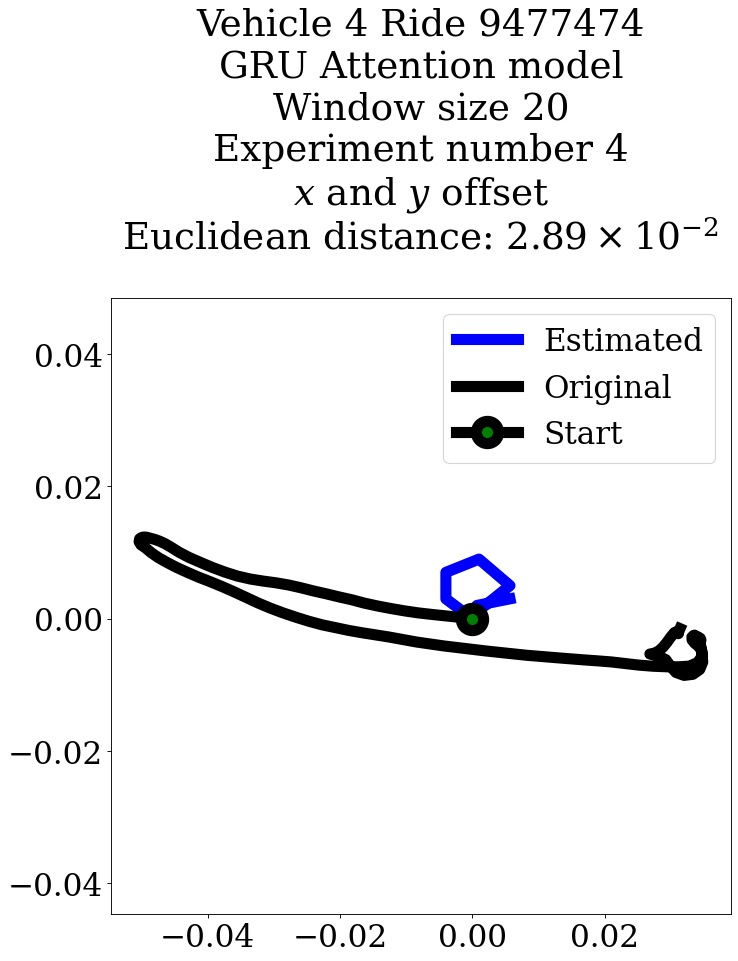 Vehicle 4 Ride 9477474
GRU Attention model
Window size 20
Experiment number 4
x and y offset
Euclidean distance: 2.89 × 10⁻²
Estimated
Original
Start
0.04
0.02
0.00
−0.02
−0.04
−0.04 −0.02 0.00 0.02